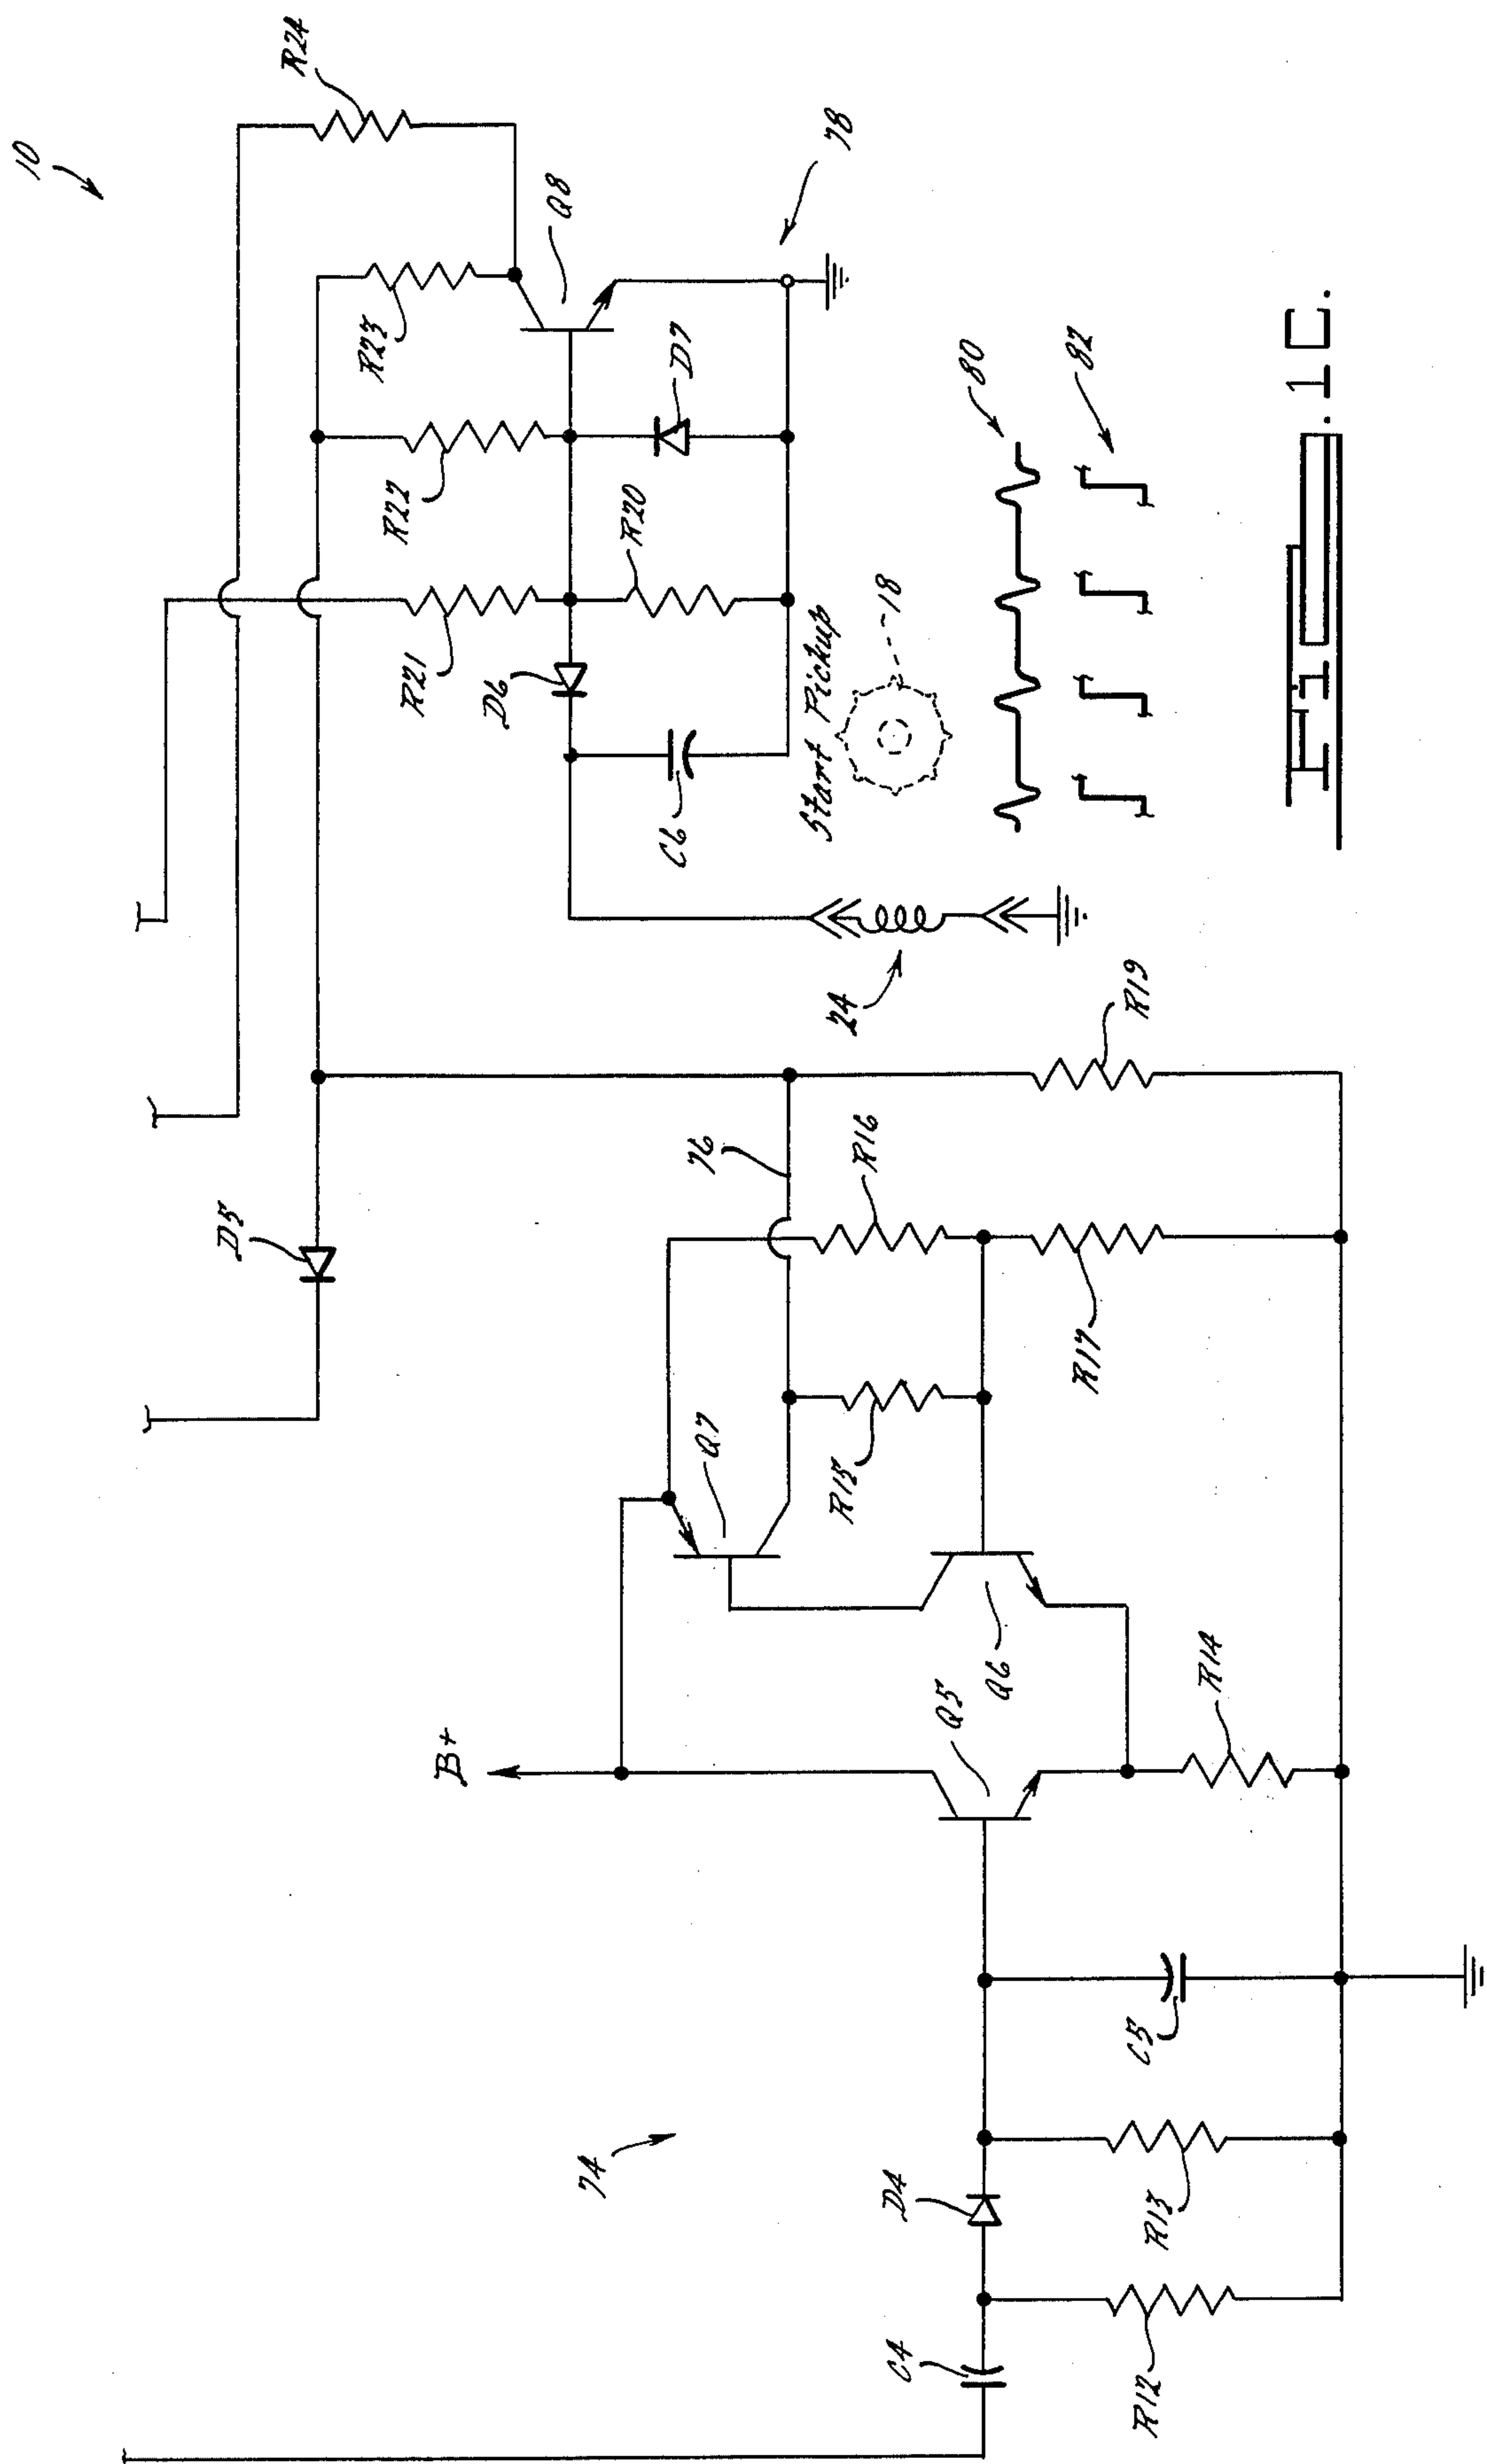 10
R24
Q8
78
R23
R22
D7
R21
R20
D6
C6
Start Pickup
18
80
82
24
D5
76
R16
R19
Q7
R15
R17
B+
Q5
Q6
R14
74
D4
C5
C4
R13
R12
Fig. 1C.